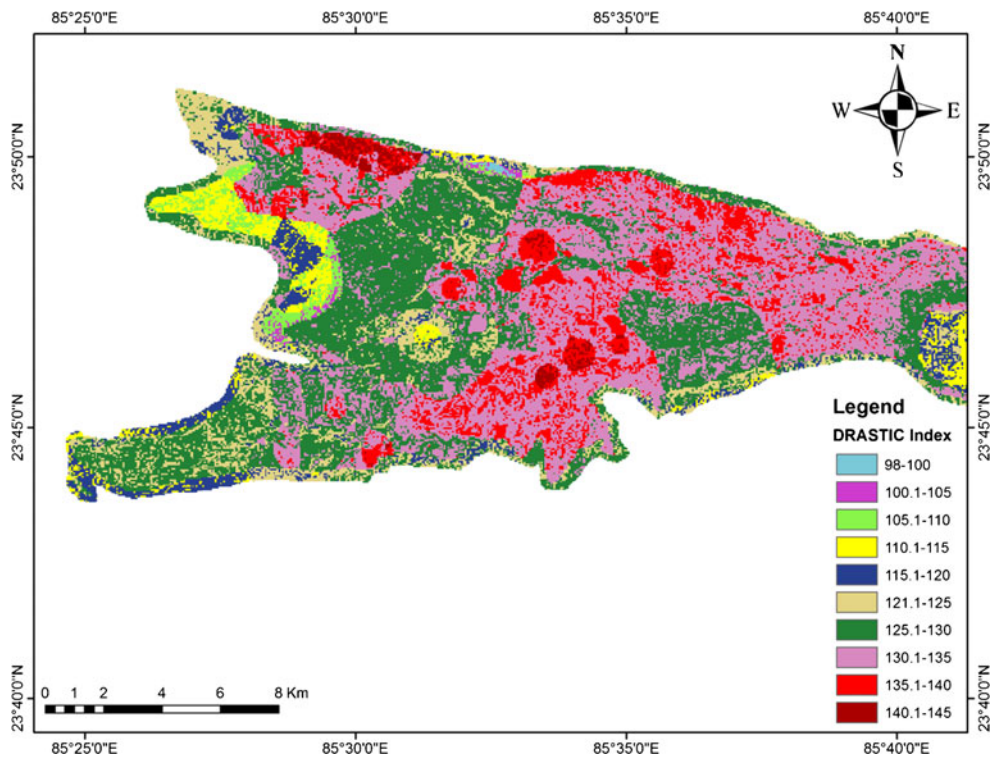 85°25'0"E 85°30'0"E 85°35'0"E 85°40'0"E
N
W E
S
23°50'0"N 23°50'0"N
23°45'0"N 23°45'0"N
Legend
DRASTIC Index
98-100
100.1-105
105.1-110
110.1-115
115.1-120
121.1-125
125.1-130
130.1-135
135.1-140
140.1-145
0 1 2 4 6 8 Km
23°40'0"N 23°40'0"N
85°25'0"E 85°30'0"E 85°35'0"E 85°40'0"E